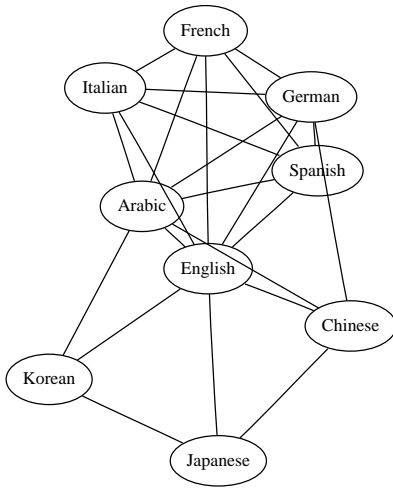 French
Italian
German
Spanish
Arabic
English
Chinese
Korean
Japanese